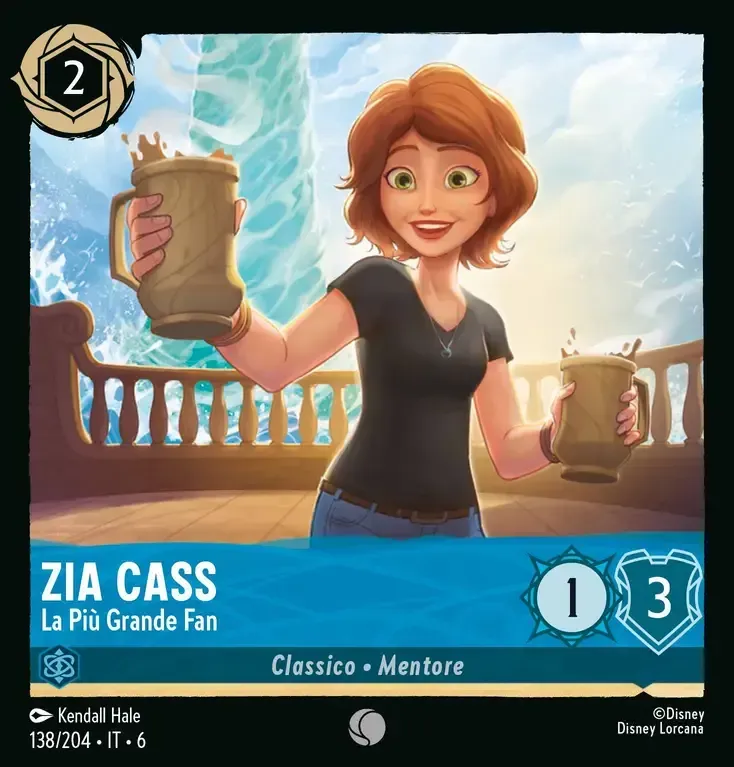 2
ZIA CASS
La Più Grande Fan
1
3
Classico • Mentore
Kendall Hale
138/204 • IT • 6
©Disney
Disney Lorcana